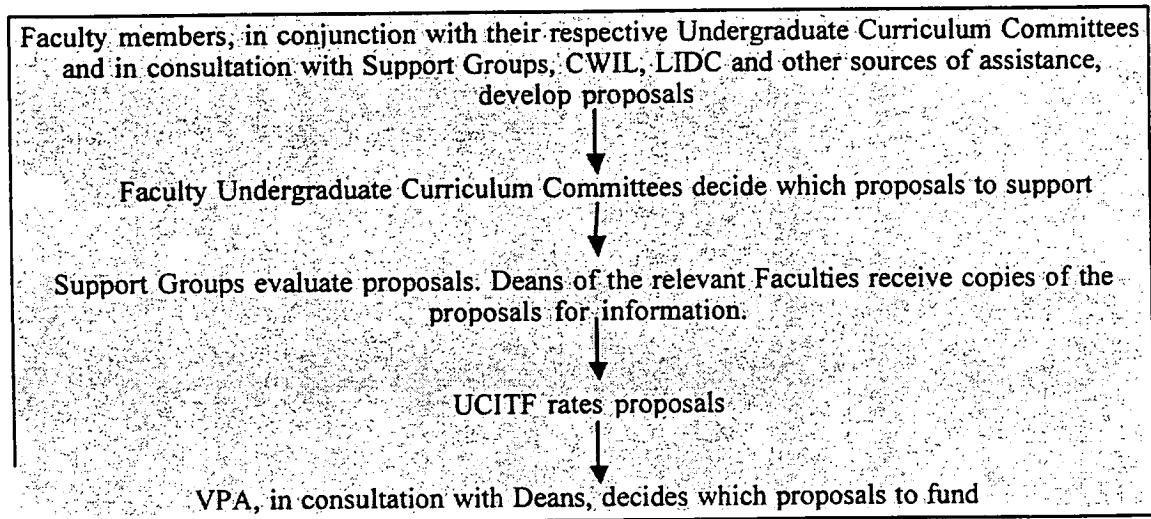 Faculty members, in conjunction with their respective Undergraduate Curriculum Committees
and in consultation with Support Groups, CWIL, LIDC and other sources of assistance,
develop proposals
Faculty Undergraduate Curriculum Committees decide which proposals to support
Support Groups evaluate proposals. Deans of the relevant Faculties receive copies of the
proposals for information.
UCITF rates proposals
VPA, in consultation with Deans, decides which proposals to fund